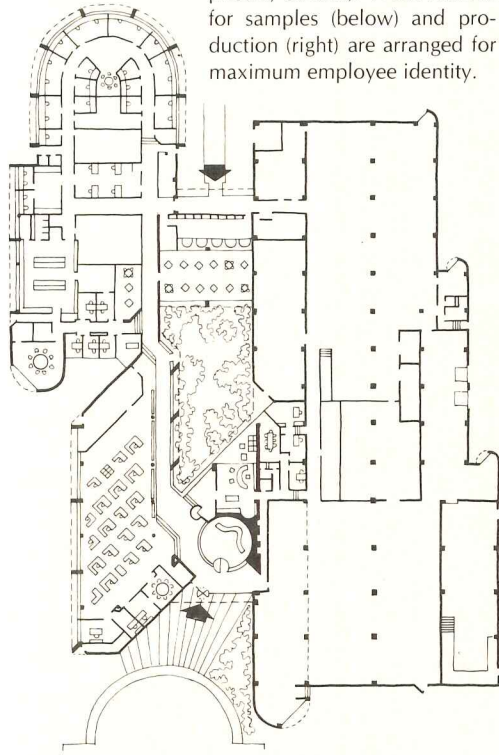 for samples (below) and pro-
duction (right) are arranged for
maximum employee identity.